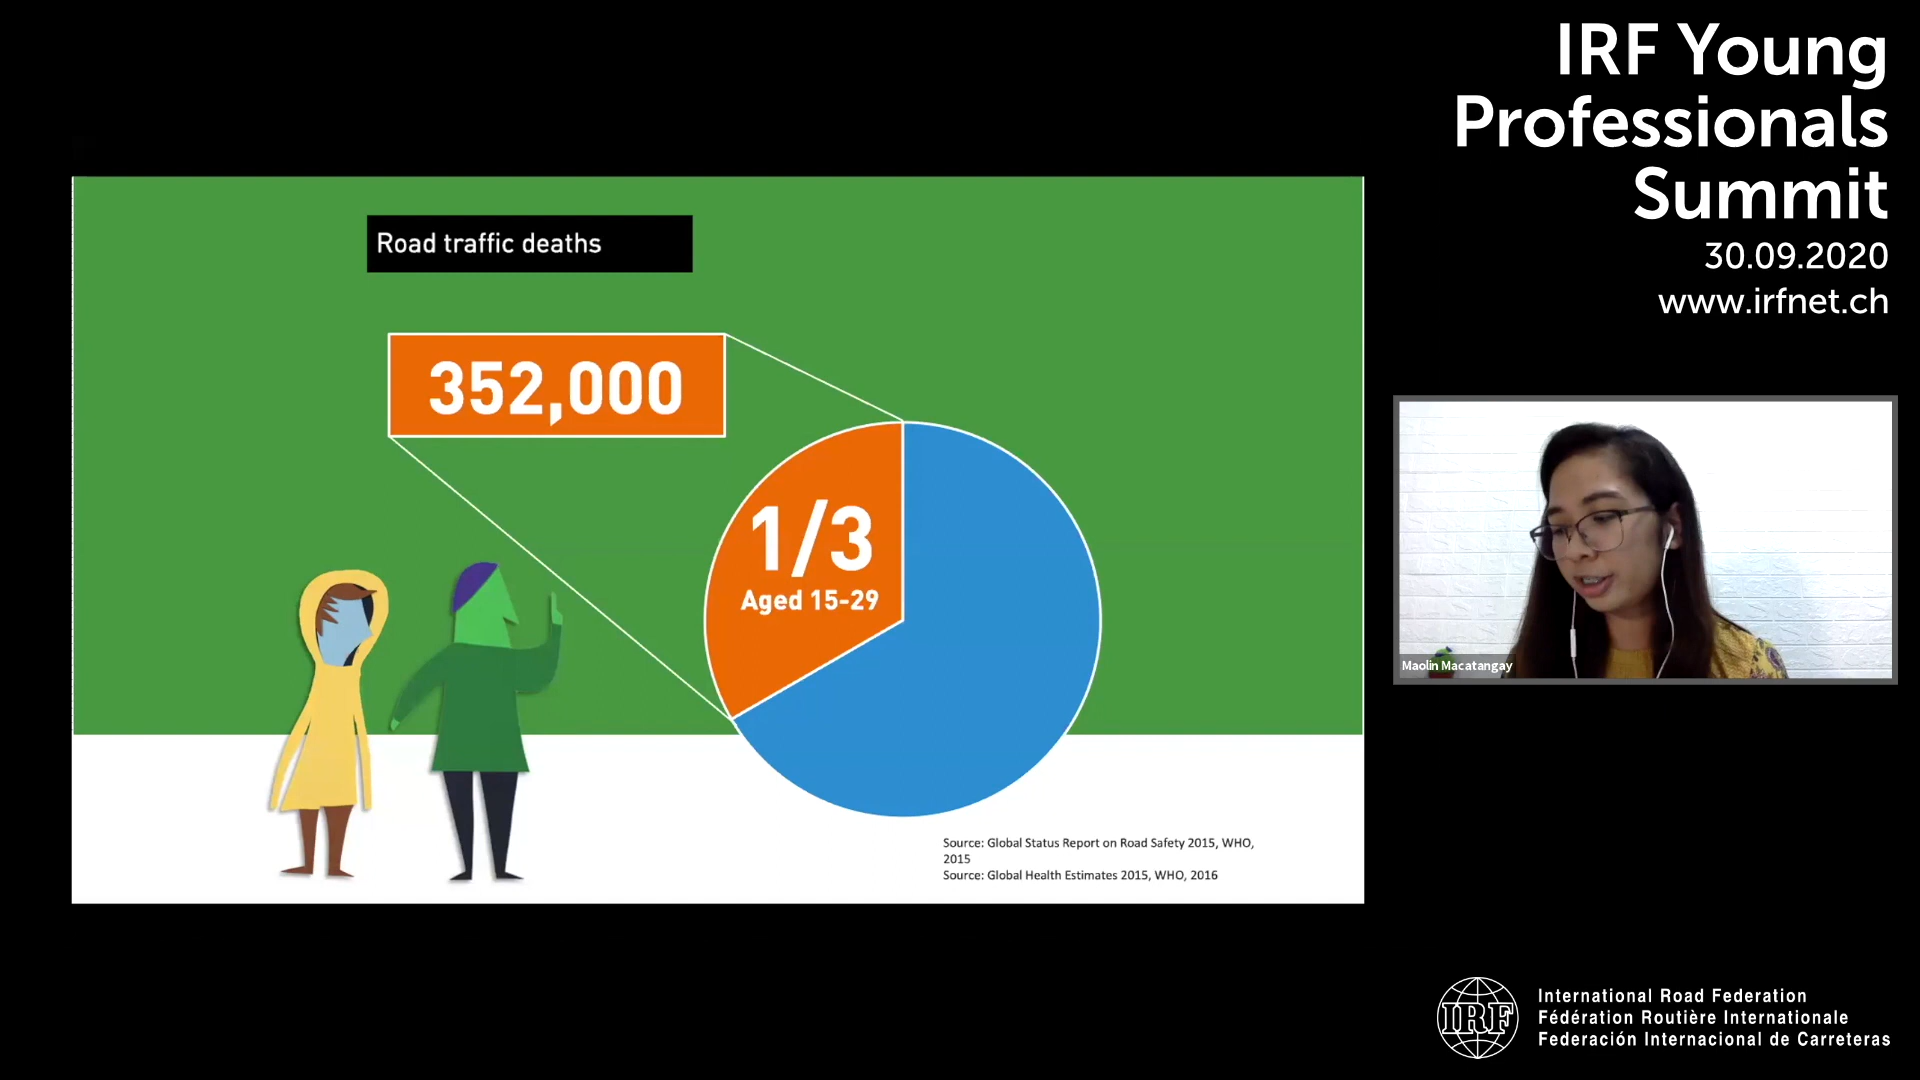 IRF Young
Professionals
Summit
30.09.2020
www.irfnet.ch
Road traffic deaths
352,000
1/3
Aged 15-29
Source: Global Status Report on Road Safety 2015, WHO,
2015
Source: Global Health Estimates 2015, WHO, 2016
Maolin Macatangay
IRF
International Road Federation
Fédération Routière Internationale
Federación Internacional de Carreteras